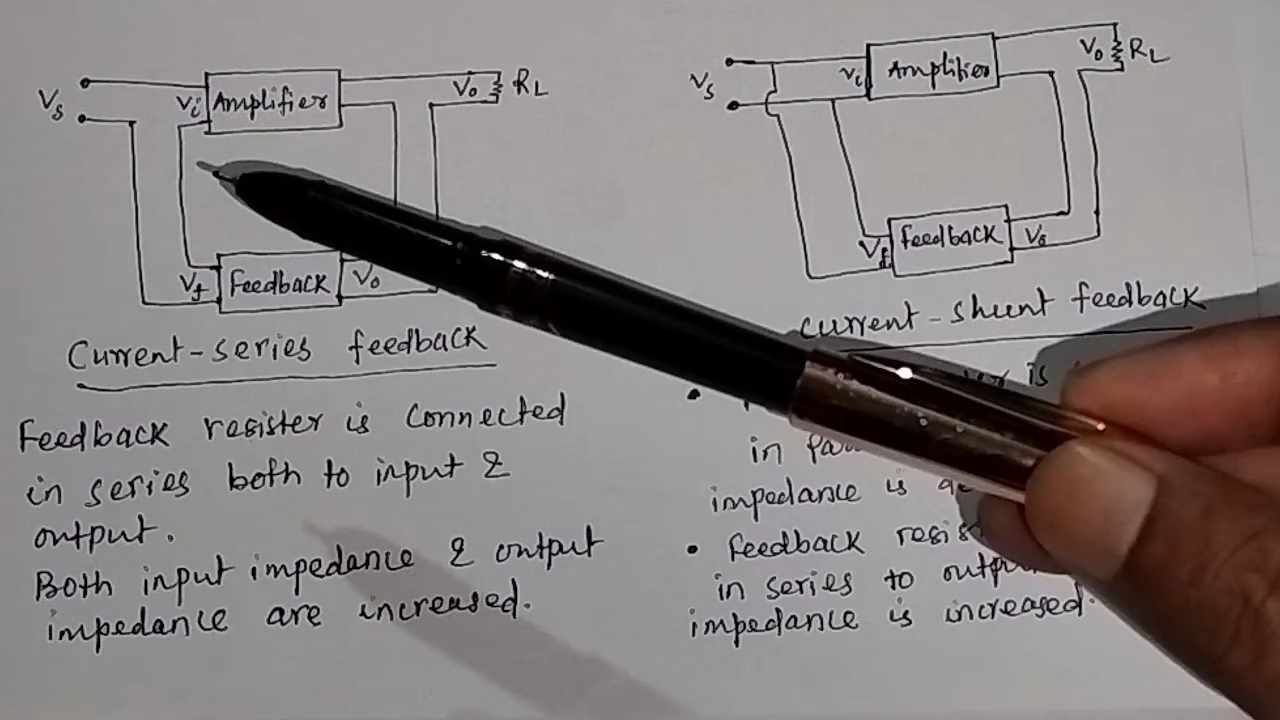 Vs
Vi
Amplifier
Vo
RL
Vf
Feedback
Vo
Current-series feedback
Feedback resister is connected
in series both to input &
output.
Both input impedance & output
impedance are increased.
Vs
Vi
Amplifier
Vo
RL
Vf
Feedback
Vo
Current-shunt feedback
is
in
impedance is
• Feedback
in series to
impedance is increased.